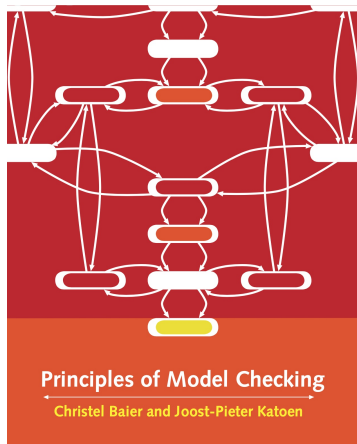 Principles of Model Checking
Christel Baier and Joost-Pieter Katoen